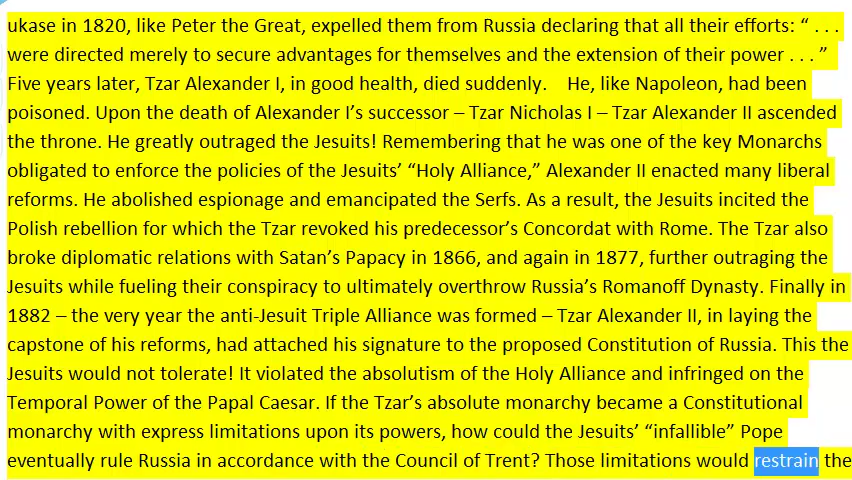 ukase in 1820, like Peter the Great, expelled them from Russia declaring that all their efforts: “ . . .
were directed merely to secure advantages for themselves and the extension of their power . . . ”
Five years later, Tzar Alexander I, in good health, died suddenly. He, like Napoleon, had been
poisoned. Upon the death of Alexander I’s successor – Tzar Nicholas I – Tzar Alexander II ascended
the throne. He greatly outraged the Jesuits! Remembering that he was one of the key Monarchs
obligated to enforce the policies of the Jesuits’ “Holy Alliance,” Alexander II enacted many liberal
reforms. He abolished espionage and emancipated the Serfs. As a result, the Jesuits incited the
Polish rebellion for which the Tzar revoked his predecessor’s Concordat with Rome. The Tzar also
broke diplomatic relations with Satan’s Papacy in 1866, and again in 1877, further outraging the
Jesuits while fueling their conspiracy to ultimately overthrow Russia’s Romanoff Dynasty. Finally in
1882 – the very year the anti-Jesuit Triple Alliance was formed – Tzar Alexander II, in laying the
capstone of his reforms, had attached his signature to the proposed Constitution of Russia. This the
Jesuits would not tolerate! It violated the absolutism of the Holy Alliance and infringed on the
Temporal Power of the Papal Caesar. If the Tzar’s absolute monarchy became a Constitutional
monarchy with express limitations upon its powers, how could the Jesuits’ “infallible” Pope
eventually rule Russia in accordance with the Council of Trent? Those limitations would restrain the